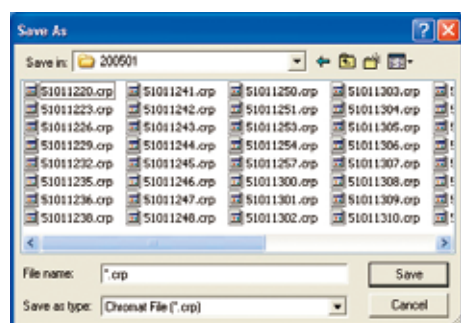 Save As
Save in: 200501
51011220.crp 51011241.crp 51011250.crp 51011303.crp
51011223.crp 51011242.crp 51011251.crp 51011304.crp
51011226.crp 51011243.crp 51011253.crp 51011305.crp
51011229.crp 51011244.crp 51011254.crp 51011306.crp
51011232.crp 51011245.crp 51011257.crp 51011307.crp
51011235.crp 51011246.crp 51011300.crp 51011308.crp
51011236.crp 51011247.crp 51011301.crp 51011309.crp
51011238.crp 51011248.crp 51011302.crp 51011310.crp
File name: *.crp Save
Save as type: Chromat File (*.crp) Cancel